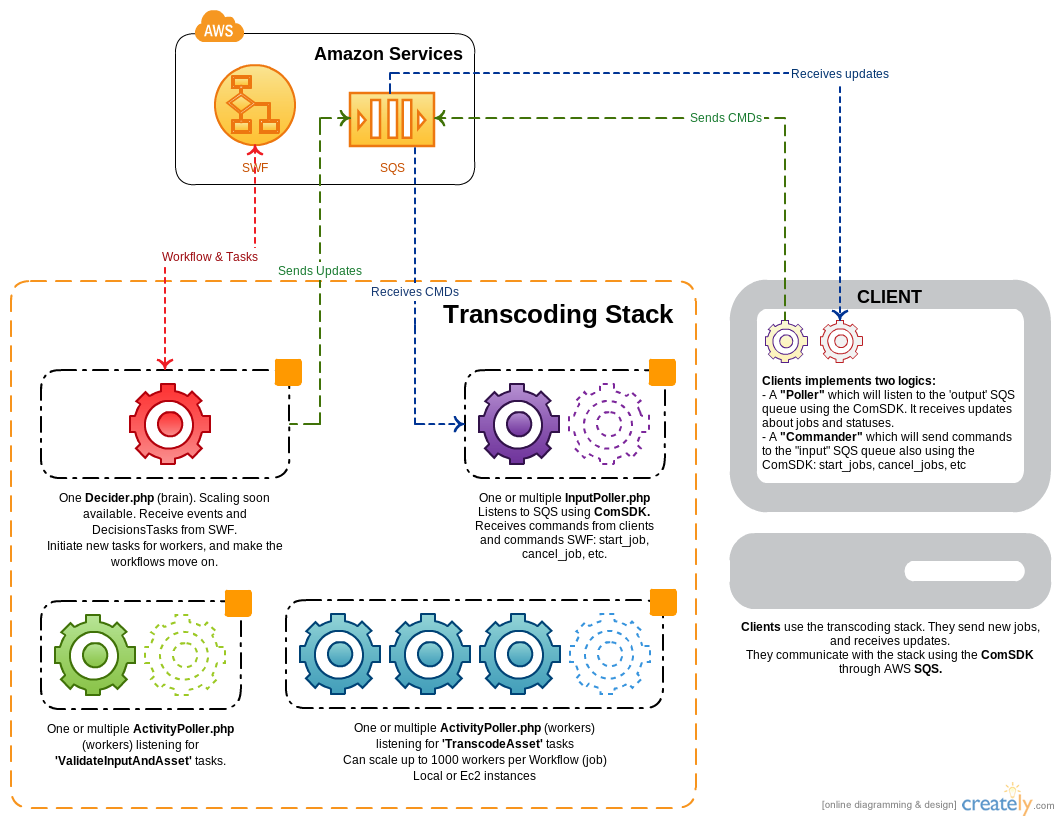 AWS
Amazon Services
Receives updates
Sends CMDs
SWF
SQS
Workflow & Tasks
Sends Updates
Receives CMDs
Transcoding Stack
CLIENT
Clients implements two logics:
- A "Poller" which will listen to the 'output' SQS
queue using the ComSDK. It receives updates
about jobs and statuses.
- A "Commander" which will send commands
to the "input" SQS queue also using the
ComSDK: start_jobs, cancel_jobs, etc
One Decider.php (brain). Scaling soon
available. Receive events and
DecisionsTasks from SWF.
Initiate new tasks for workers, and make the
workflows move on.
One or multiple InputPoller.php
Listens to SQS using ComSDK.
Receives commands from clients
and commands SWF: start_job,
cancel_job, etc.
Clients use the transcoding stack. They send new jobs,
and receives updates.
They communicate with the stack using the ComSDK
through AWS SQS.
One or multiple ActivityPoller.php
(workers) listening for
'ValidateInputAndAsset' tasks.
One or multiple ActivityPoller.php (workers)
listening for 'TranscodeAsset' tasks
Can scale up to 1000 workers per Workflow (job)
Local or Ec2 instances
[online diagramming & design] creately.com